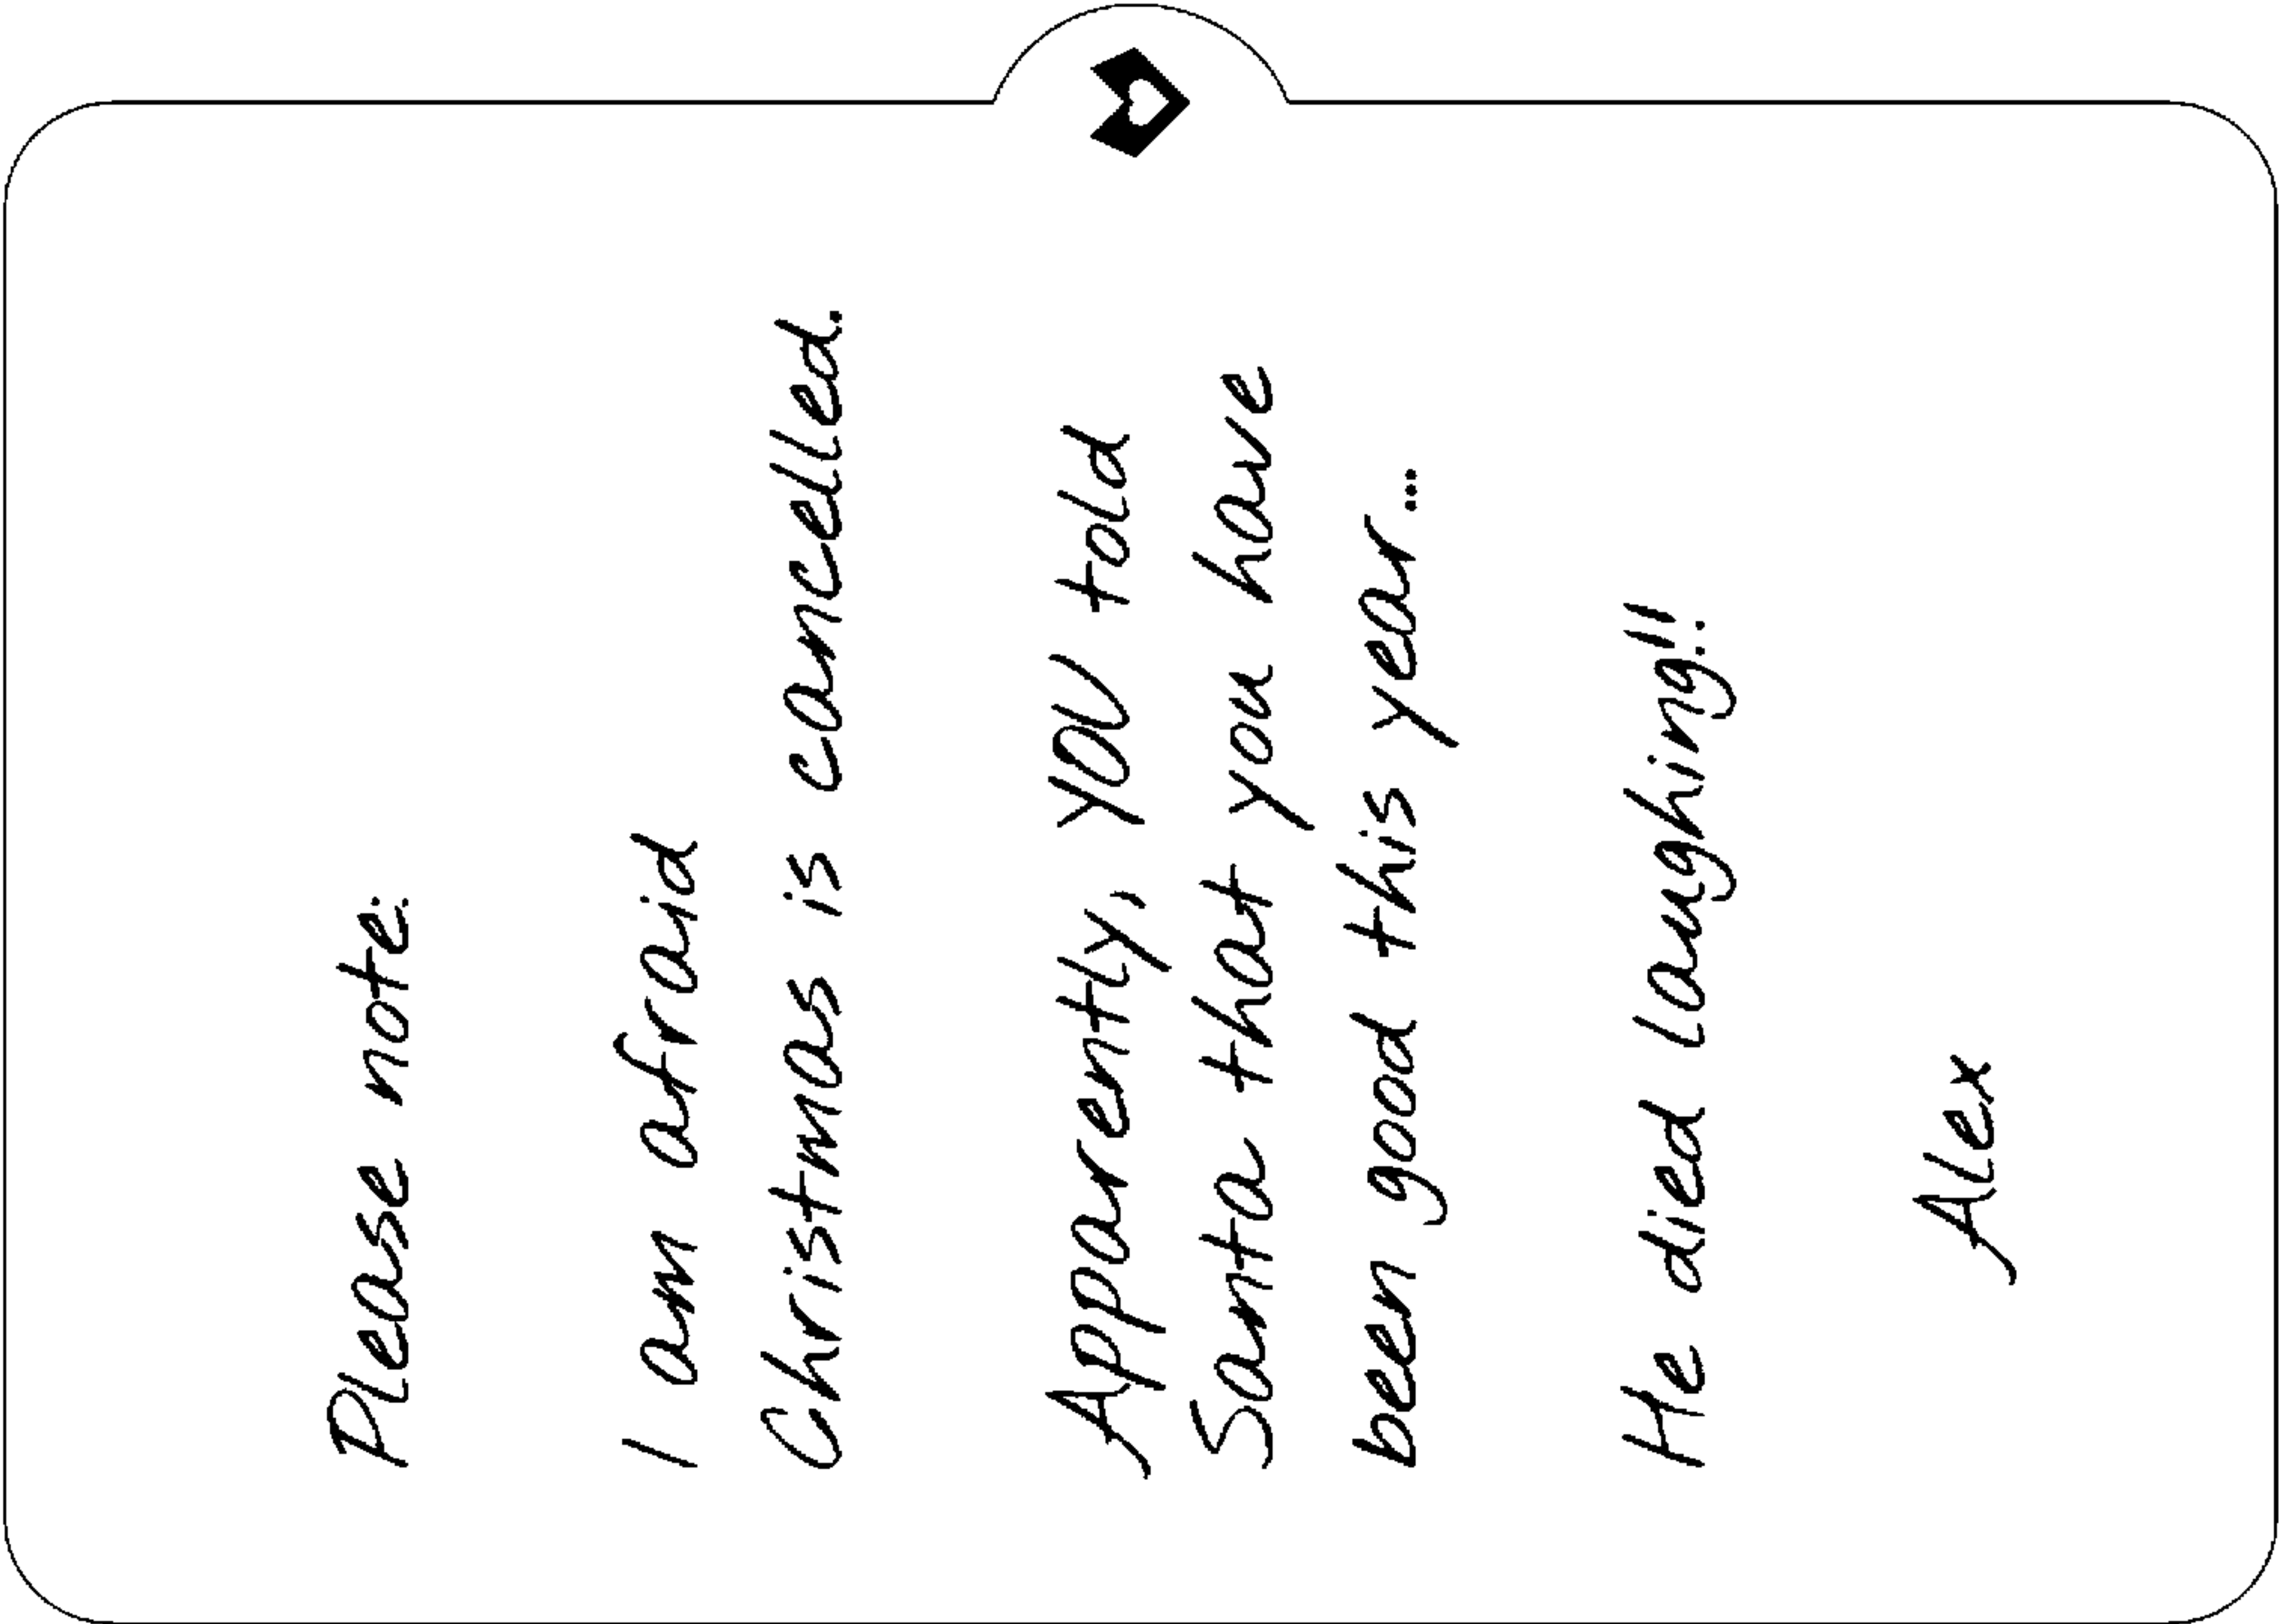 Please note:
I am afraid
Christmas is cancelled.
Apparently, YOU told
Santa that you have
been good this year...
He died laughing!!
Alex